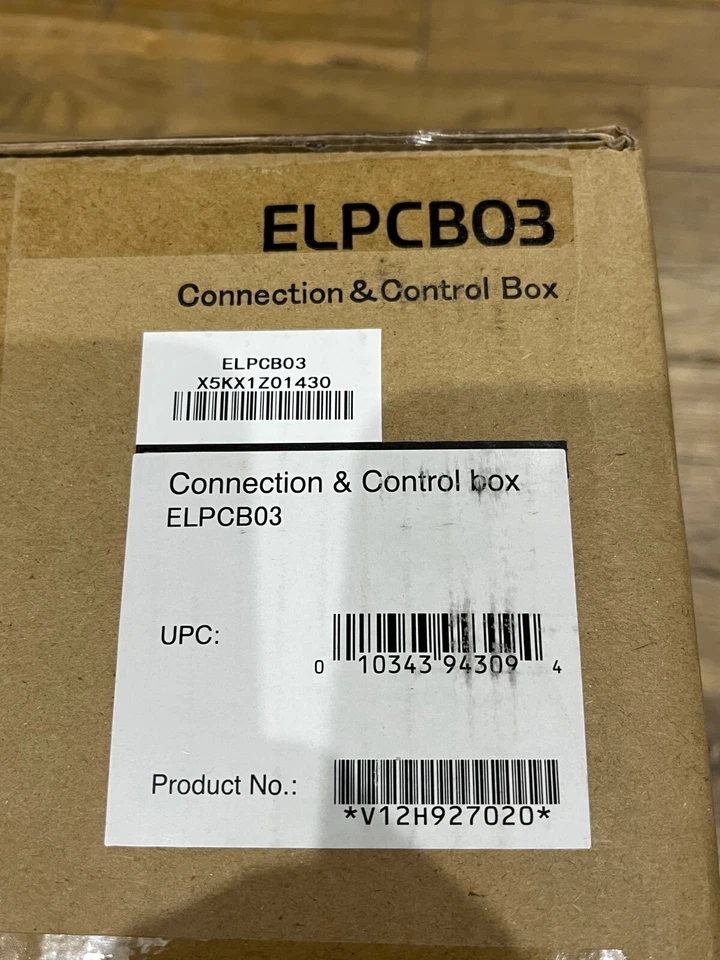 ELPCB03
Connection & Control Box
ELPCB03
X5KX1Z01430
Connection & Control box
ELPCB03
UPC:
0 10343 94309 4
Product No.:
*V12H927020*